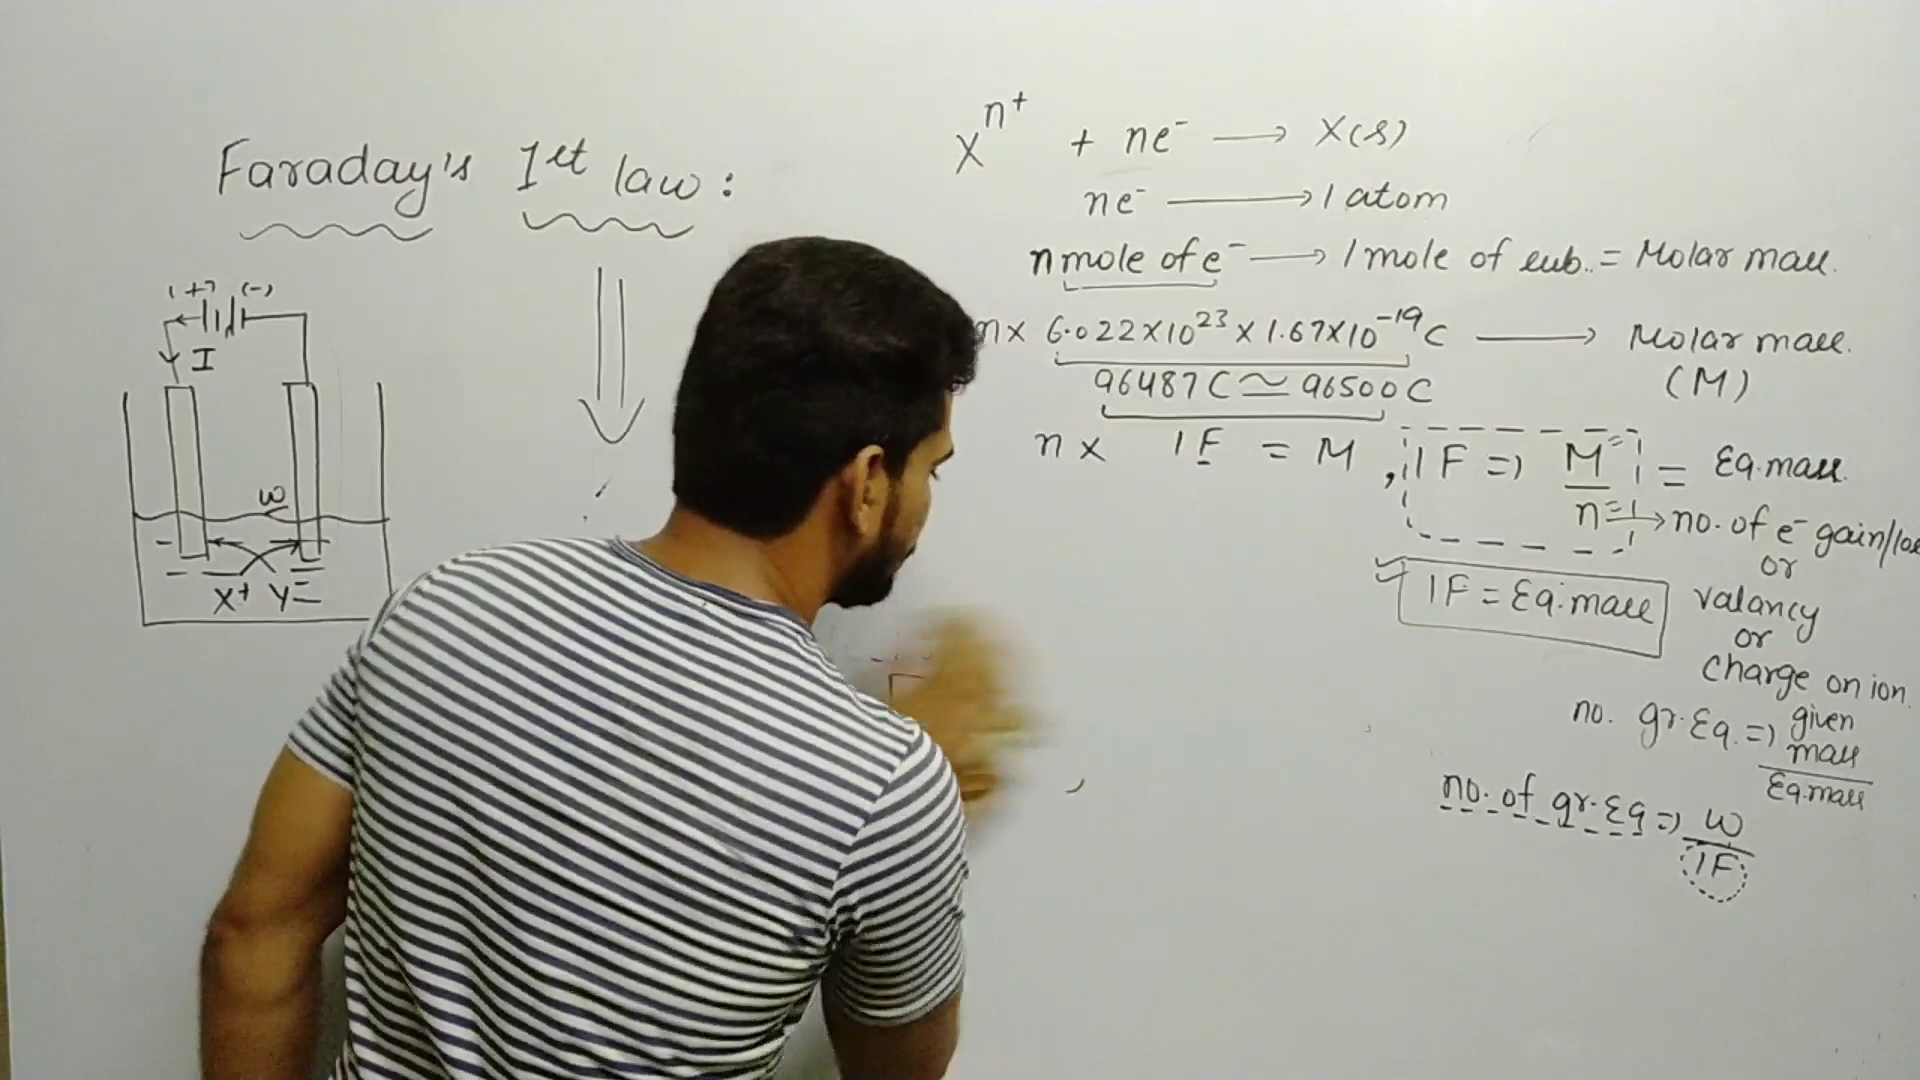 Faraday's Ist law :
(+) (-)
I
w
X+ Y-
X^n+ + ne⁻ → X(s)
ne⁻ → 1 atom
n mole of e⁻ → 1 mole of sub. = Molar mass.
n × 6.022×10^23 × 1.67×10^-19 C → Molar mass.
(M)
96487C ≃ 96500C
n × 1F = M , 1F => M/n = Eq.mass.
→ no. of e⁻ gain/los
or
valancy
or
charge on ion.
1F = Eq.mass
no. gr.Eq. => given mass / Eq.mass
no. of gr.Eq => w / 1F